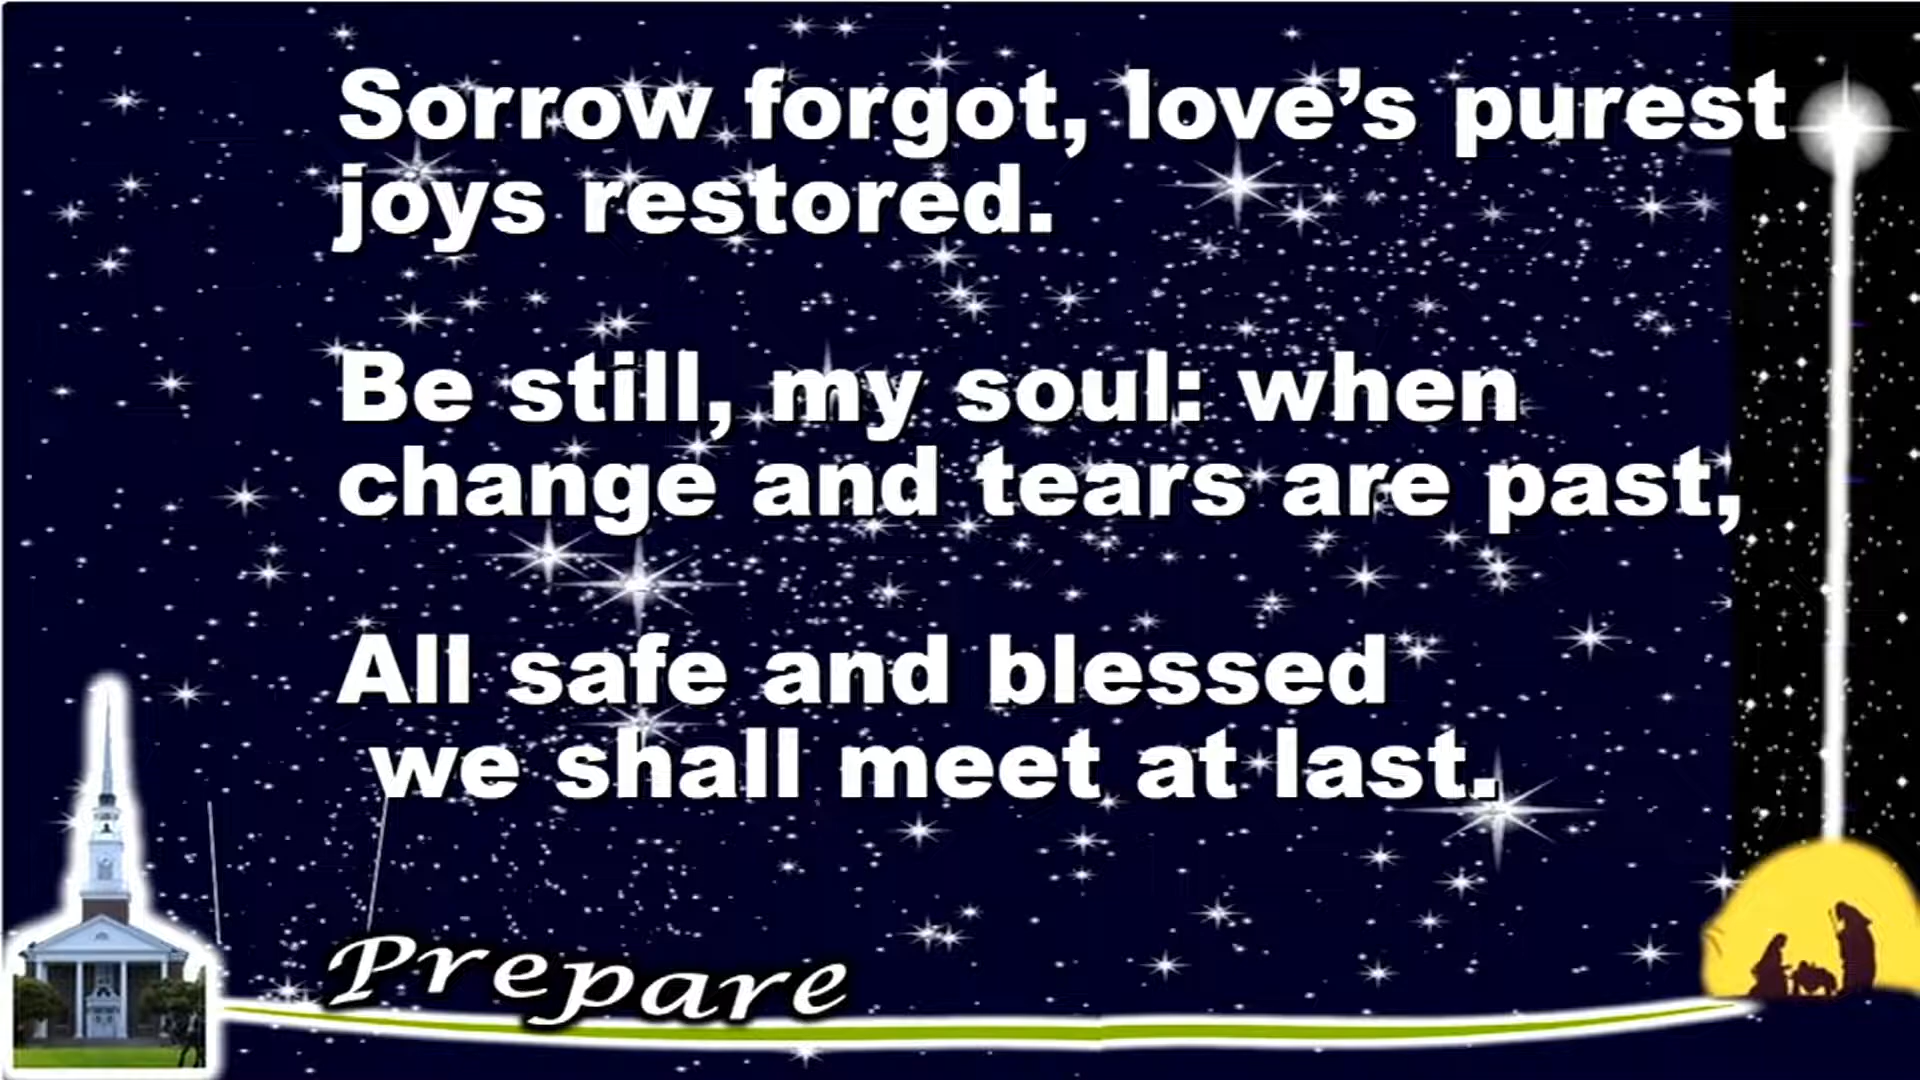 Sorrow forgot, love’s purest
joys restored.
Be still, my soul: when
change and tears are past,
All safe and blessed
we shall meet at last.
Prepare